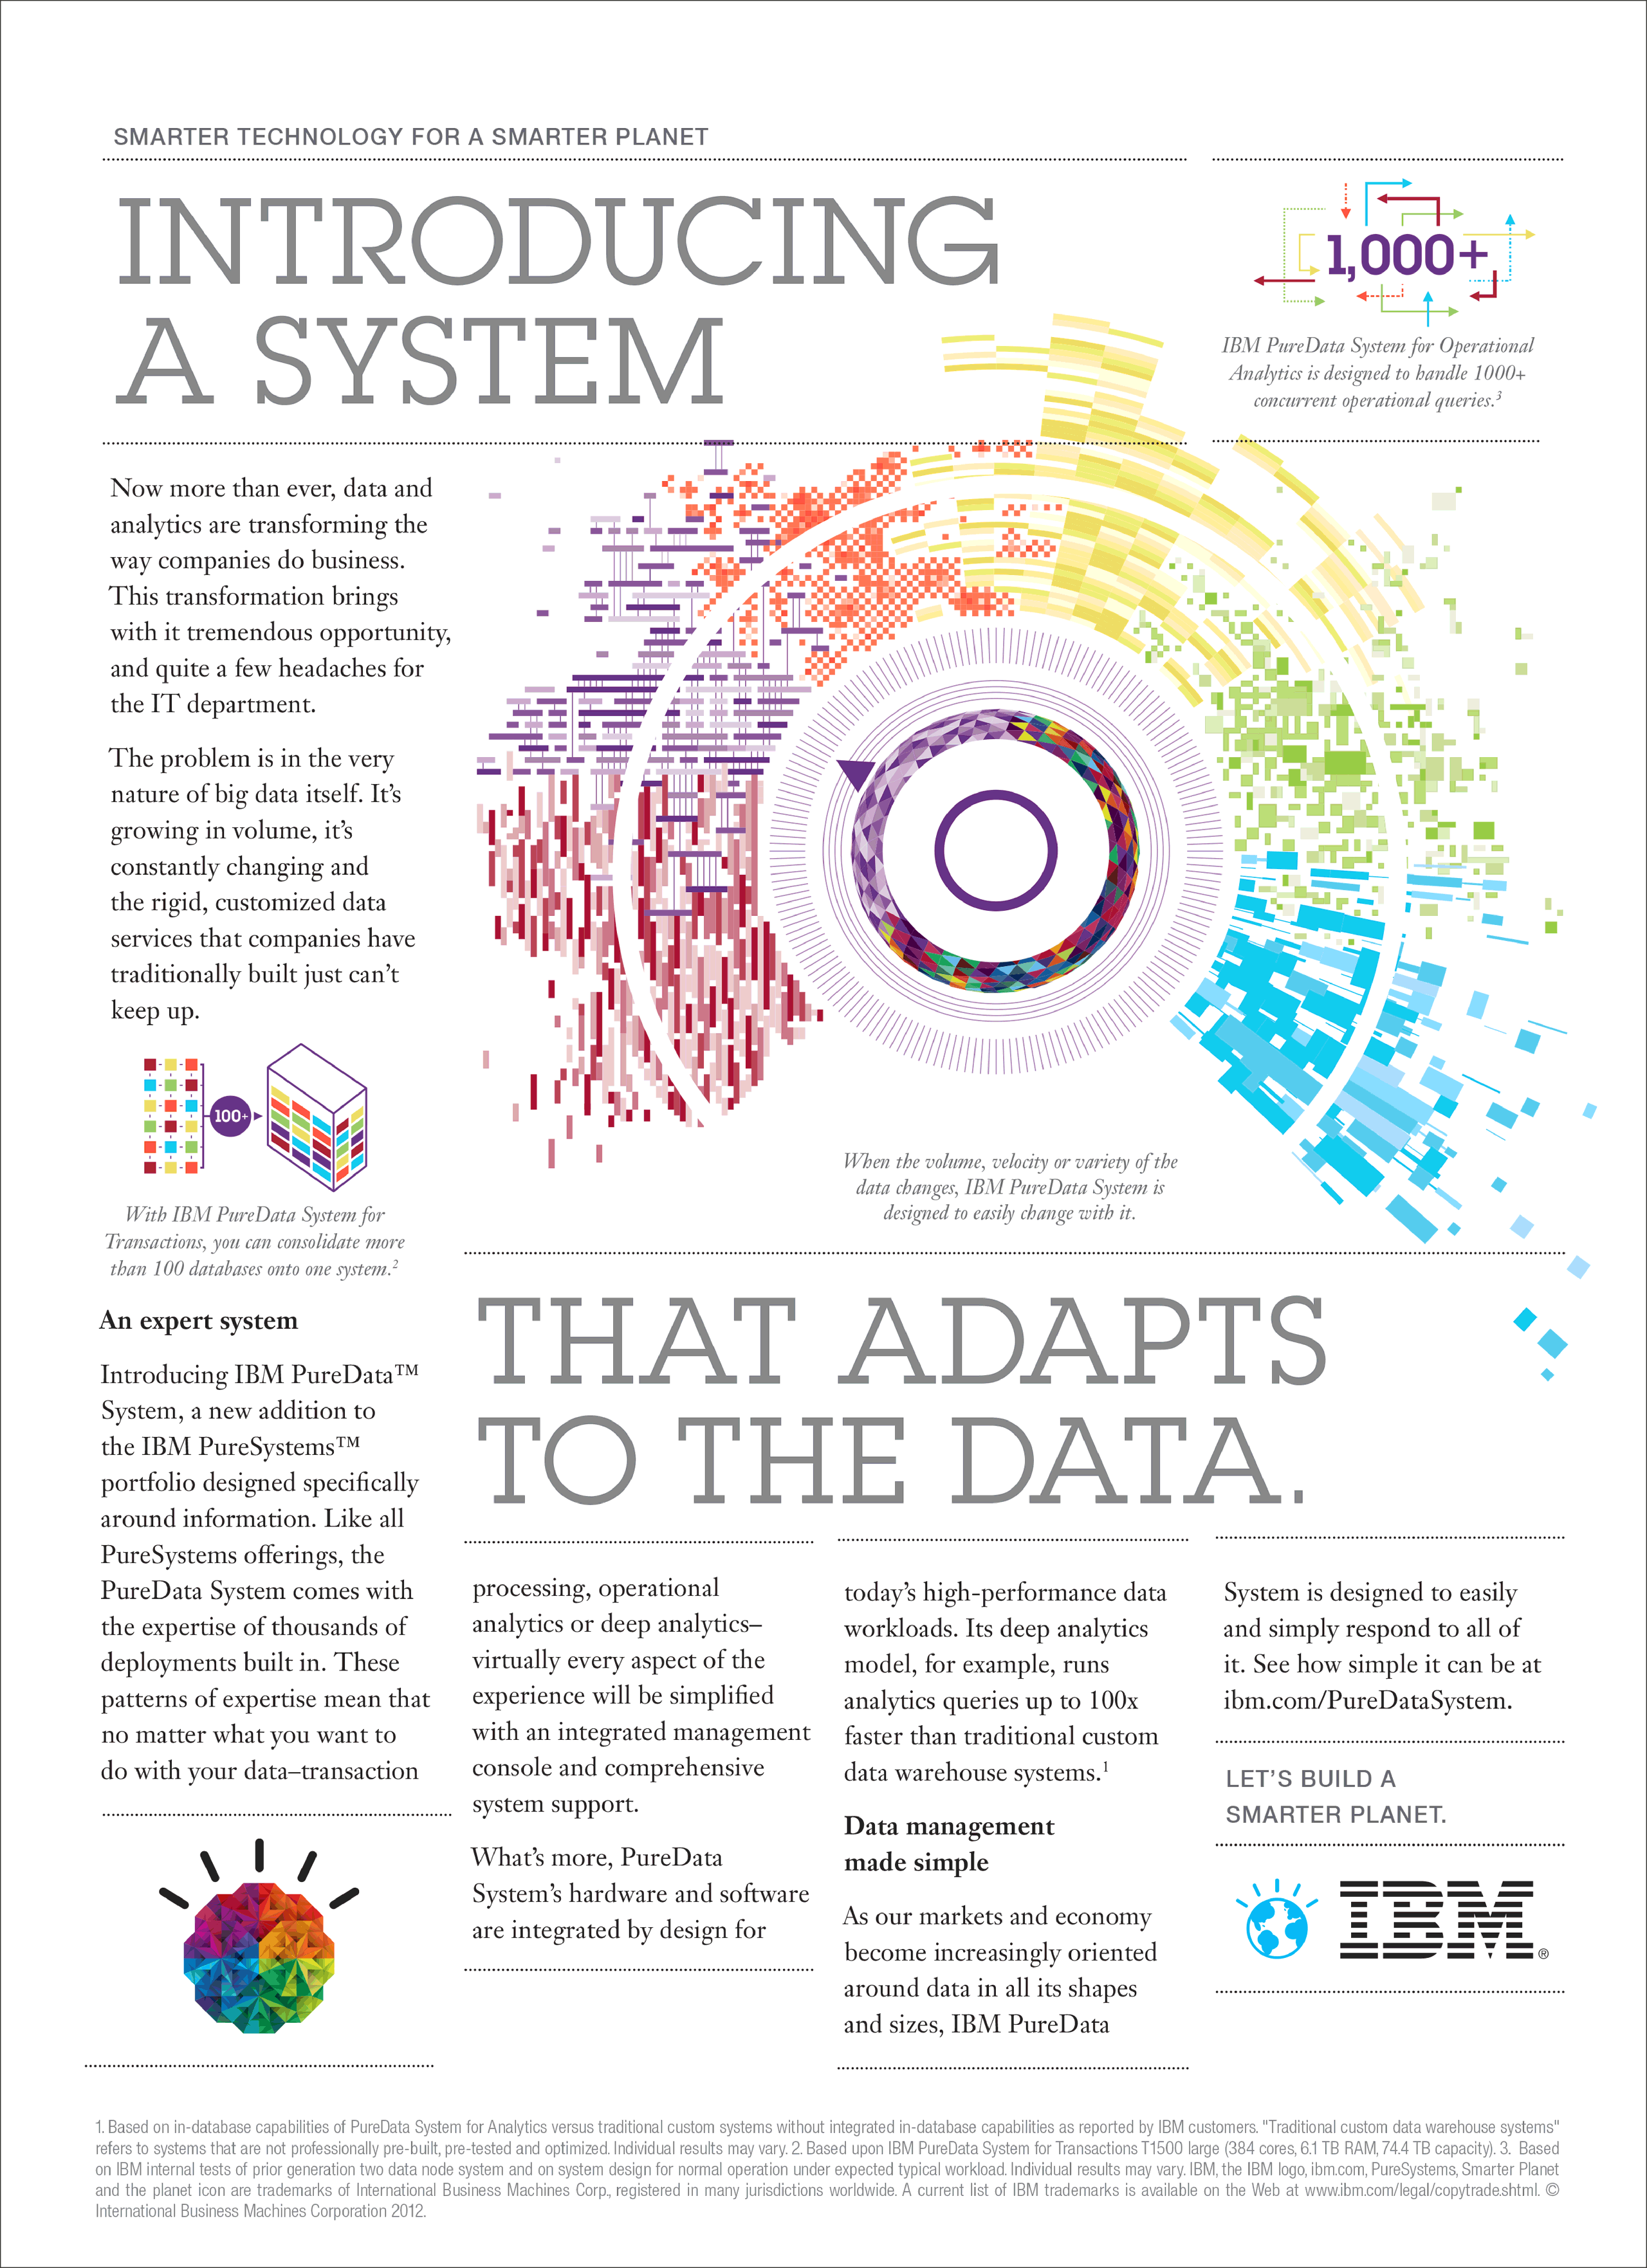 SMARTER TECHNOLOGY FOR A SMARTER PLANET
INTRODUCING
A SYSTEM
1,000+
IBM PureData System for Operational
Analytics is designed to handle 1000+
concurrent operational queries.3
Now more than ever, data and
analytics are transforming the
way companies do business.
This transformation brings
with it tremendous opportunity,
and quite a few headaches for
the IT department.
The problem is in the very
nature of big data itself. It’s
growing in volume, it’s
constantly changing and
the rigid, customized data
services that companies have
traditionally built just can’t
keep up.
100+
With IBM PureData System for
Transactions, you can consolidate more
than 100 databases onto one system.2
When the volume, velocity or variety of the
data changes, IBM PureData System is
designed to easily change with it.
THAT ADAPTS
TO THE DATA.
An expert system
Introducing IBM PureData™
System, a new addition to
the IBM PureSystems™
portfolio designed specifically
around information. Like all
PureSystems offerings, the
PureData System comes with
the expertise of thousands of
deployments built in. These
patterns of expertise mean that
no matter what you want to
do with your data–transaction
processing, operational
analytics or deep analytics–
virtually every aspect of the
experience will be simplified
with an integrated management
console and comprehensive
system support.
What’s more, PureData
System’s hardware and software
are integrated by design for
today’s high-performance data
workloads. Its deep analytics
model, for example, runs
analytics queries up to 100x
faster than traditional custom
data warehouse systems.1
Data management
made simple
As our markets and economy
become increasingly oriented
around data in all its shapes
and sizes, IBM PureData
System is designed to easily
and simply respond to all of
it. See how simple it can be at
ibm.com/PureDataSystem.
LET’S BUILD A
SMARTER PLANET.
IBM®
1. Based on in-database capabilities of PureData System for Analytics versus traditional custom systems without integrated in-database capabilities as reported by IBM customers. "Traditional custom data warehouse systems"
refers to systems that are not professionally pre-built, pre-tested and optimized. Individual results may vary. 2. Based upon IBM PureData System for Transactions T1500 large (384 cores, 6.1 TB RAM, 74.4 TB capacity). 3. Based
on IBM internal tests of prior generation two data node system and on system design for normal operation under expected typical workload. Individual results may vary. IBM, the IBM logo, ibm.com, PureSystems, Smarter Planet
and the planet icon are trademarks of International Business Machines Corp., registered in many jurisdictions worldwide. A current list of IBM trademarks is available on the Web at www.ibm.com/legal/copytrade.shtml. ©
International Business Machines Corporation 2012.